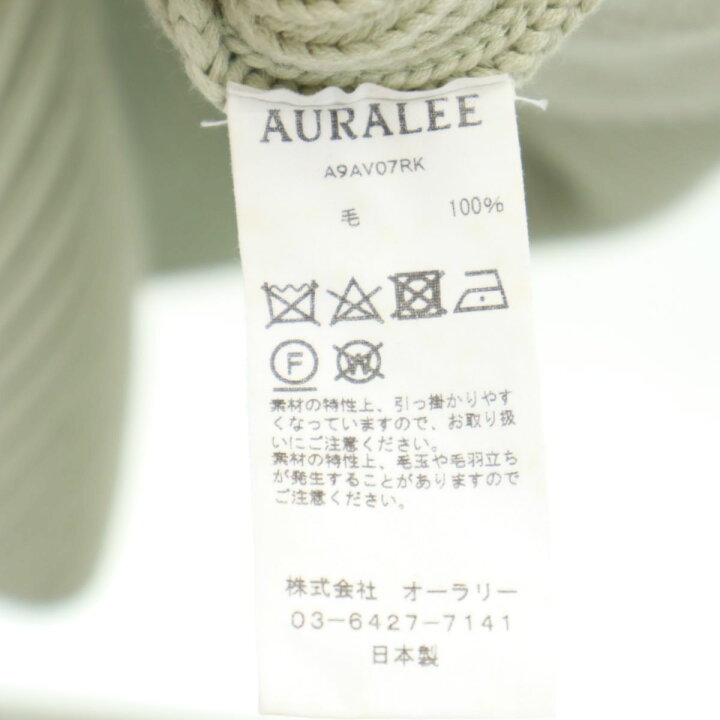 AURALEE
A9AV07RK
毛 100%
F W
素材の特性上、引っ掛かりやす
くなっていますので、お取り扱
いにご注意ください。
素材の特性上、毛玉や毛羽立ち
が発生することがありますので
ご注意ください。
株式会社 オーラリー
03-6427-7141
日本製